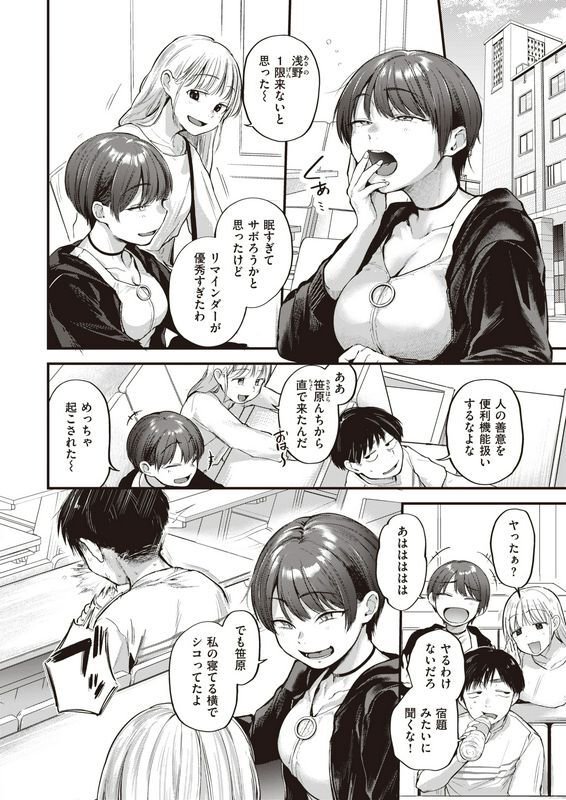 くぁ…
浅野
１限来ないと
思った〜
眠すぎて
サボろうかと
思ったけど
リマインダーが
優秀すぎたわ
人の善意を
便利機能扱い
するなよな
ああ
笹原んちから
直で来たんだ
おは〜
めっちゃ
起こされた〜
ヤったぁ？
ヤるわけ
ないだろ
宿題
みたいに
聞くな！
あはははははは
でも笹原
私の寝てる横で
シコってたよ